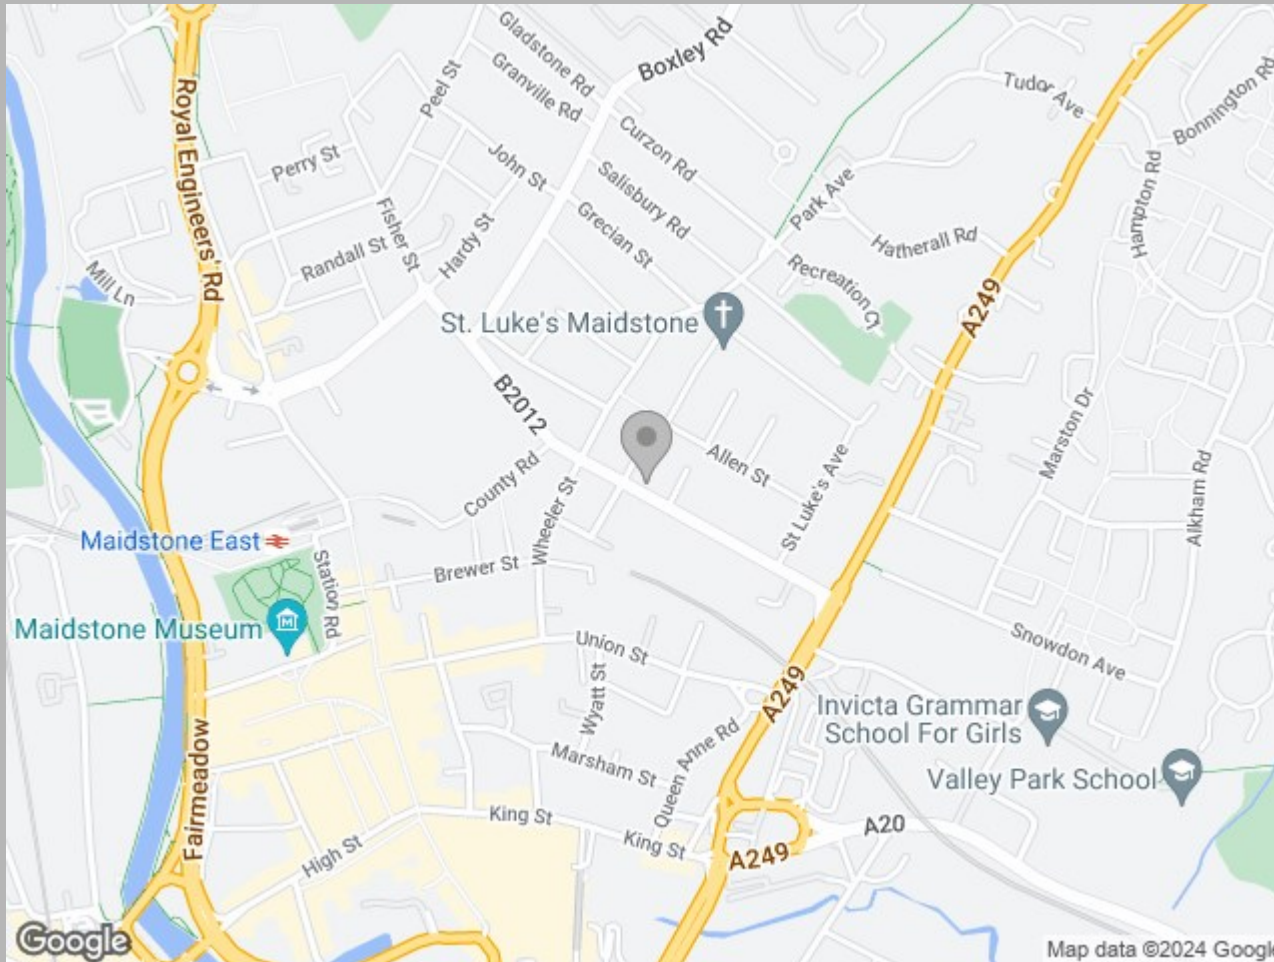 Gladstone Rd
Granville Rd
Peel St
Boxley Rd
Tudor Ave
Bonnington Rd
Royal Engineers' Rd
Perry St
John St
Curzon Rd
Salisbury Rd
Park Ave
Hampton Rd
Fisher St
Hardy St
Grecian St
Hatherall Rd
Randall St
Mill Ln
Recreation Cl
A249
St. Luke's Maidstone
B2012
Marston Dr
Allen St
County Rd
Wheeler St
St Luke's Ave
Alkham Rd
Maidstone East
Station Rd
Brewer St
Maidstone Museum
Union St
Snowdon Ave
Wyatt St
A249
Invicta Grammar
School For Girls
Queen Anne Rd
Marsham St
Valley Park School
Fairmeadow
King St
King St
A20
High St
A249
Google
Map data ©2024 Google